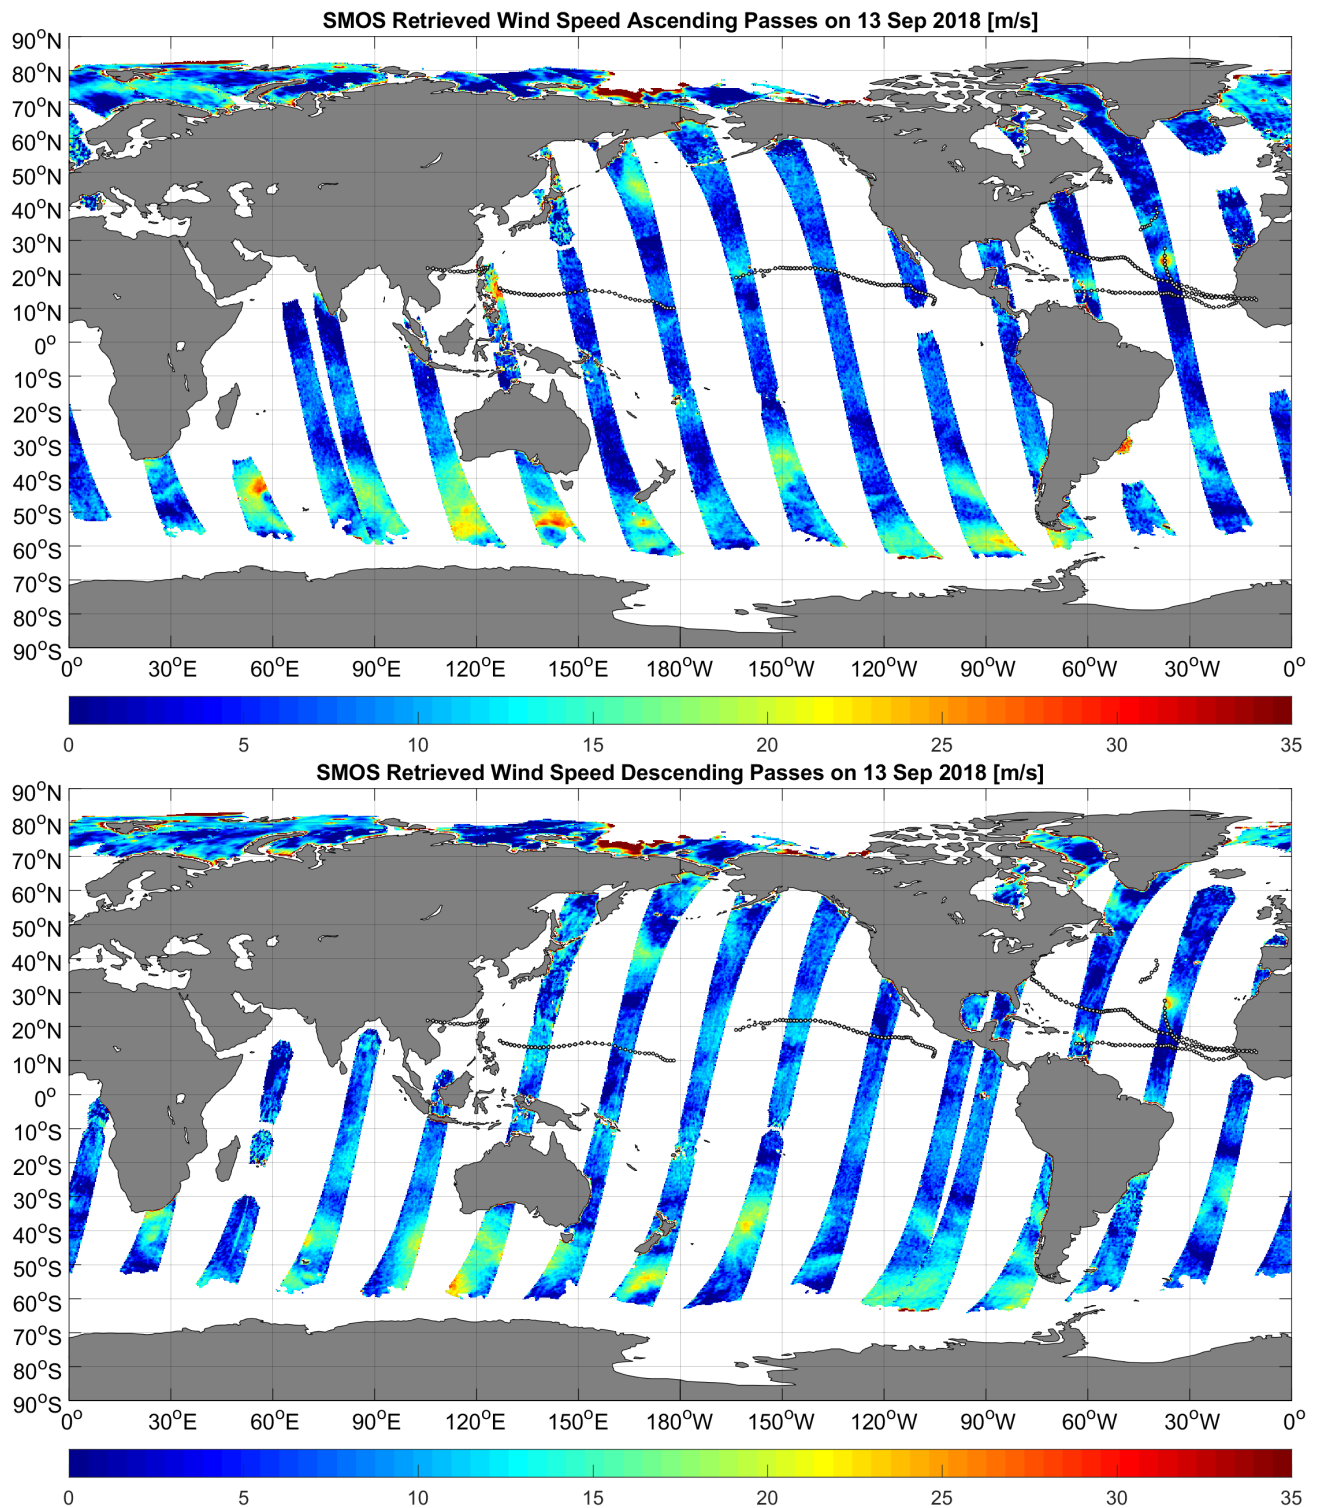 SMOS Retrieved Wind Speed Ascending Passes on 13 Sep 2018 [m/s]
90°N
80°N
70°N
60°N
50°N
40°N
30°N
20°N
10°N
0°
10°S
20°S
30°S
40°S
50°S
60°S
70°S
80°S
90°S
0° 30°E 60°E 90°E 120°E 150°E 180°W 150°W 120°W 90°W 60°W 30°W 0°
0 5 10 15 20 25 30 35
SMOS Retrieved Wind Speed Descending Passes on 13 Sep 2018 [m/s]
90°N
80°N
70°N
60°N
50°N
40°N
30°N
20°N
10°N
0°
10°S
20°S
30°S
40°S
50°S
60°S
70°S
80°S
90°S
0° 30°E 60°E 90°E 120°E 150°E 180°W 150°W 120°W 90°W 60°W 30°W 0°
0 5 10 15 20 25 30 35